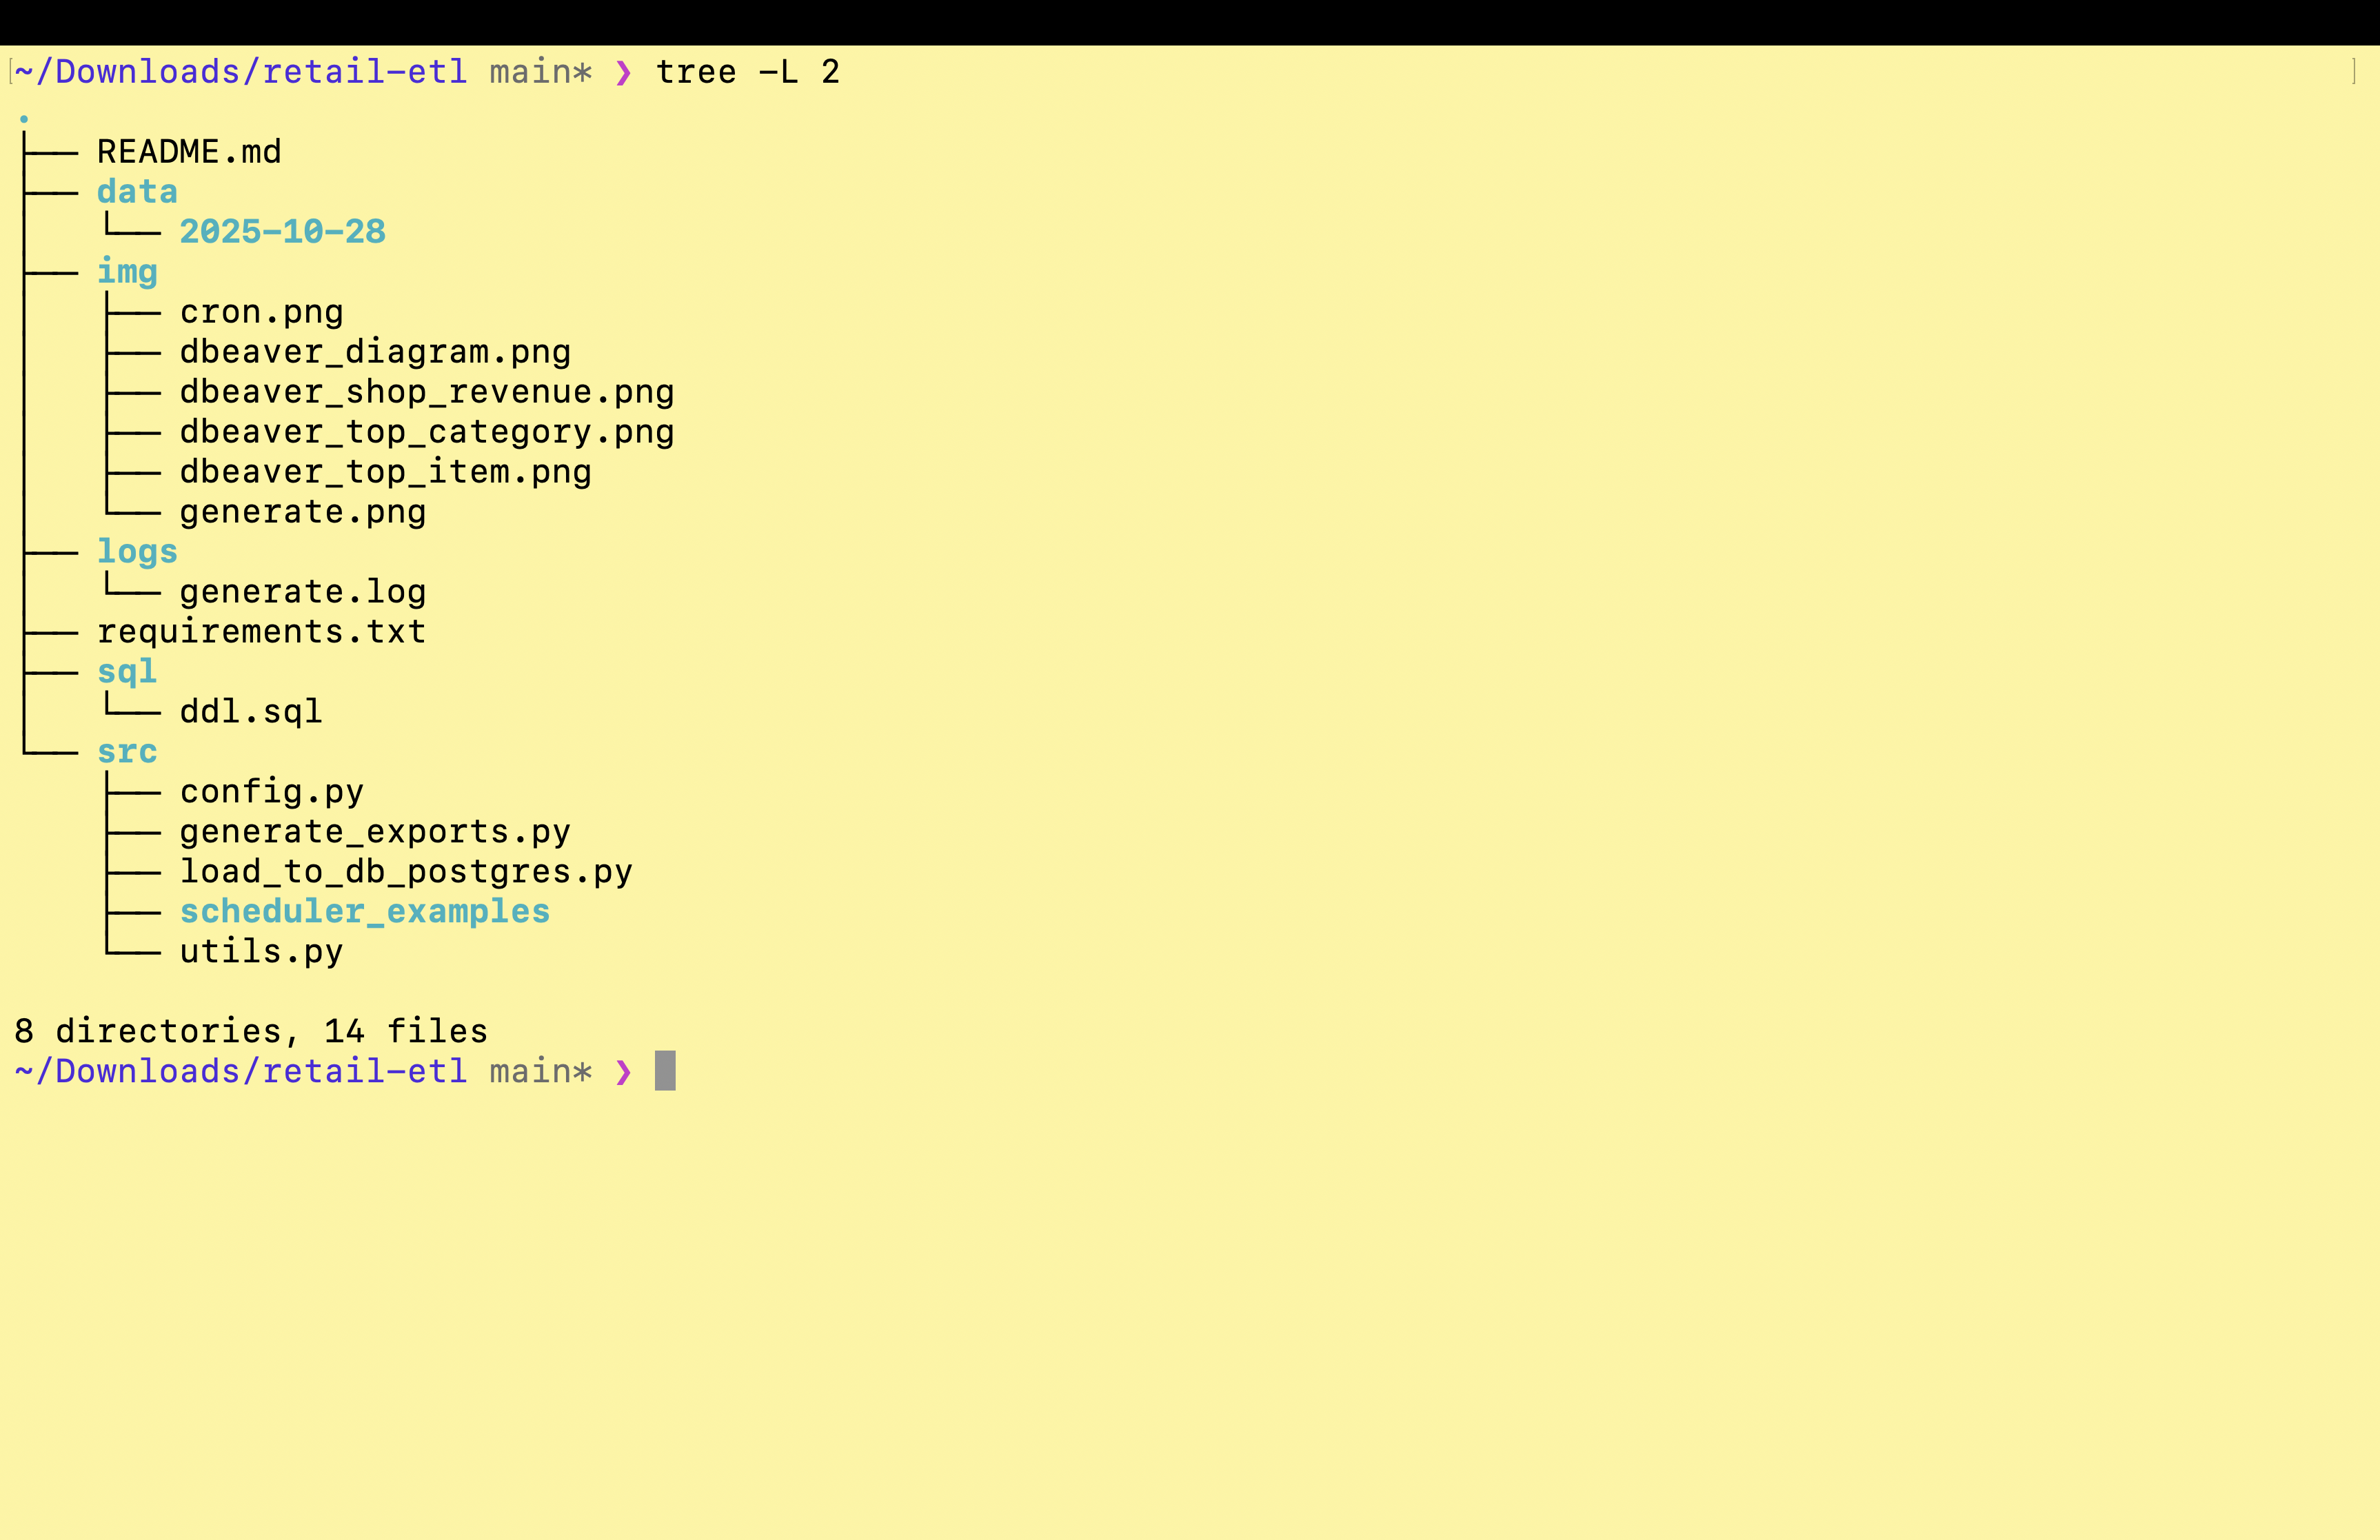 ~/Downloads/retail-etl main* ❯ tree -L 2
.
├── README.md
├── data
│   └── 2025-10-28
├── img
│   ├── cron.png
│   ├── dbeaver_diagram.png
│   ├── dbeaver_shop_revenue.png
│   ├── dbeaver_top_category.png
│   ├── dbeaver_top_item.png
│   └── generate.png
├── logs
│   └── generate.log
├── requirements.txt
├── sql
│   └── ddl.sql
└── src
    ├── config.py
    ├── generate_exports.py
    ├── load_to_db_postgres.py
    ├── scheduler_examples
    └── utils.py

8 directories, 14 files
~/Downloads/retail-etl main* ❯